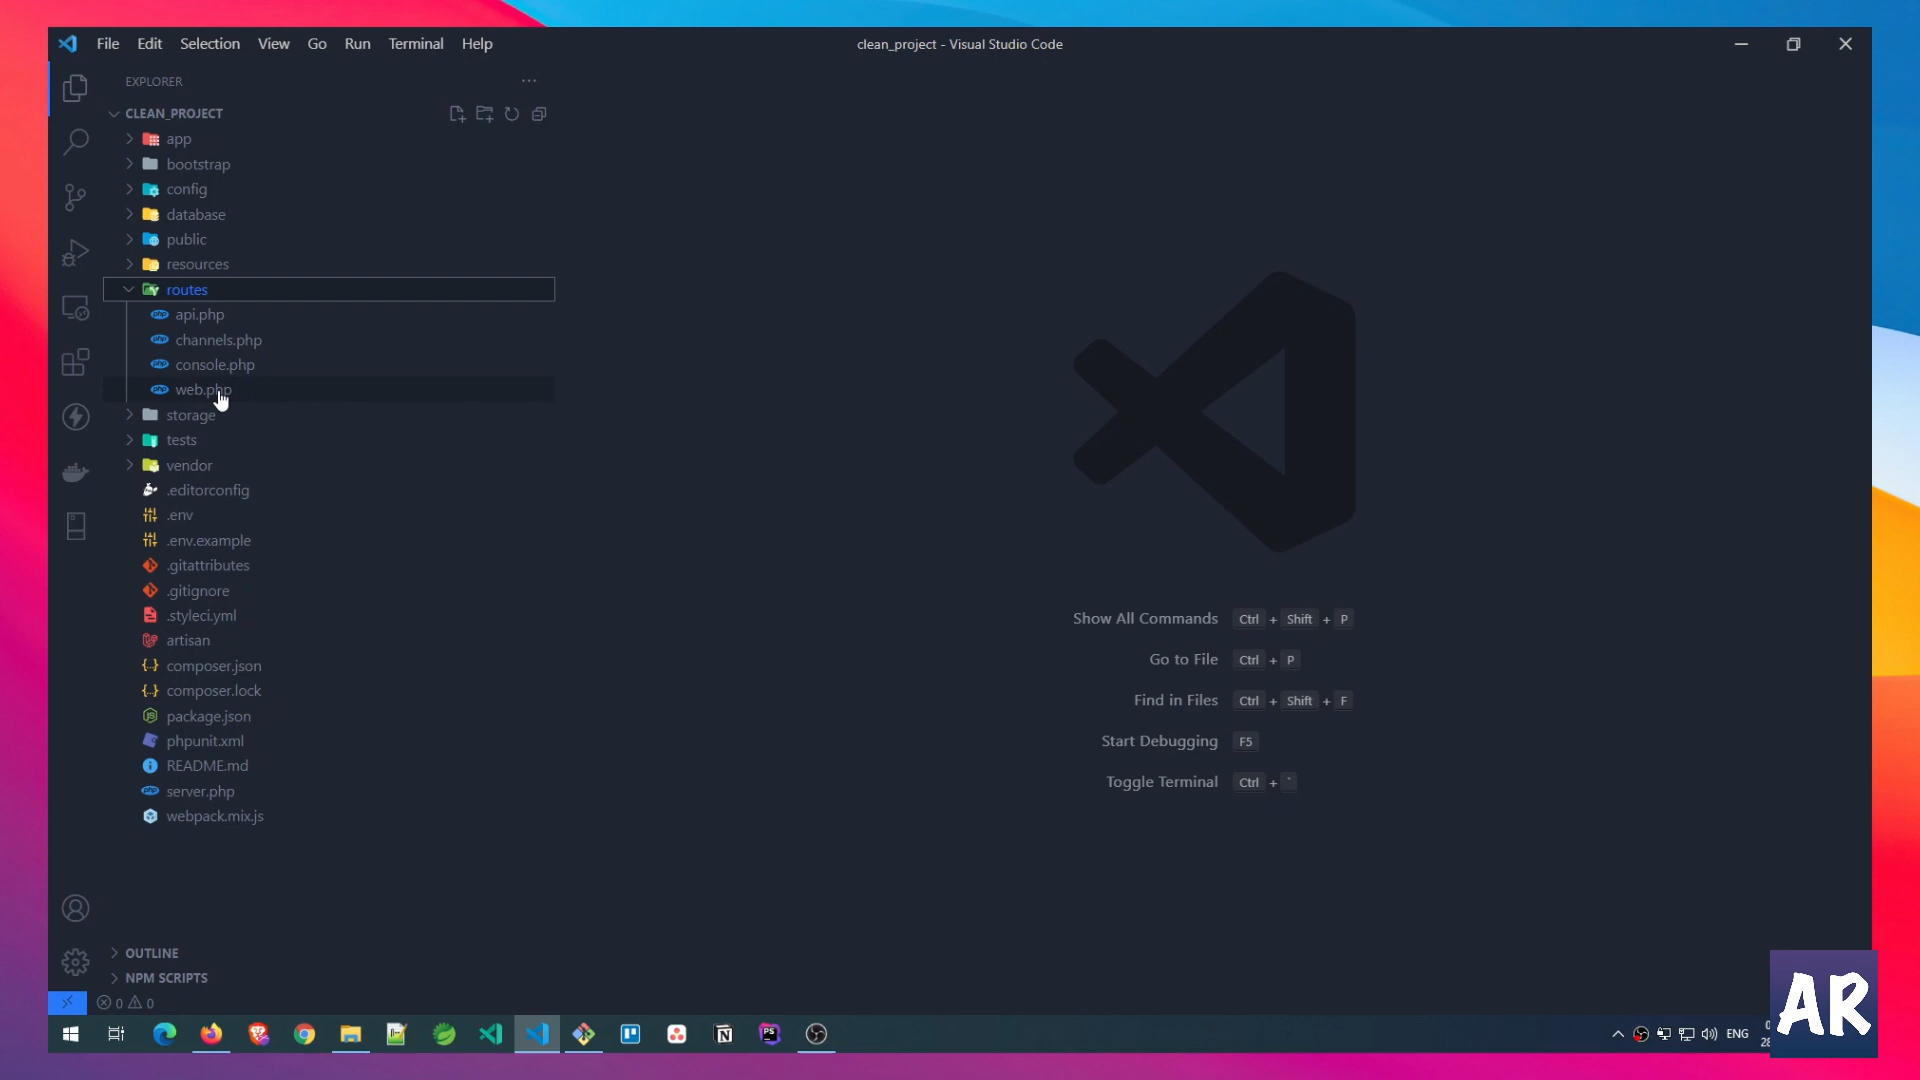 File Edit Selection View Go Run Terminal Help
clean_project - Visual Studio Code
EXPLORER
CLEAN_PROJECT
app
bootstrap
config
database
public
resources
routes
api.php
channels.php
console.php
web.php
storage
tests
vendor
.editorconfig
.env
.env.example
.gitattributes
.gitignore
.styleci.yml
artisan
composer.json
composer.lock
package.json
phpunit.xml
README.md
server.php
webpack.mix.js
Show All Commands Ctrl + Shift + P
Go to File Ctrl + P
Find in Files Ctrl + Shift + F
Start Debugging F5
Toggle Terminal Ctrl + `
OUTLINE
NPM SCRIPTS
0 0
ENG
AR